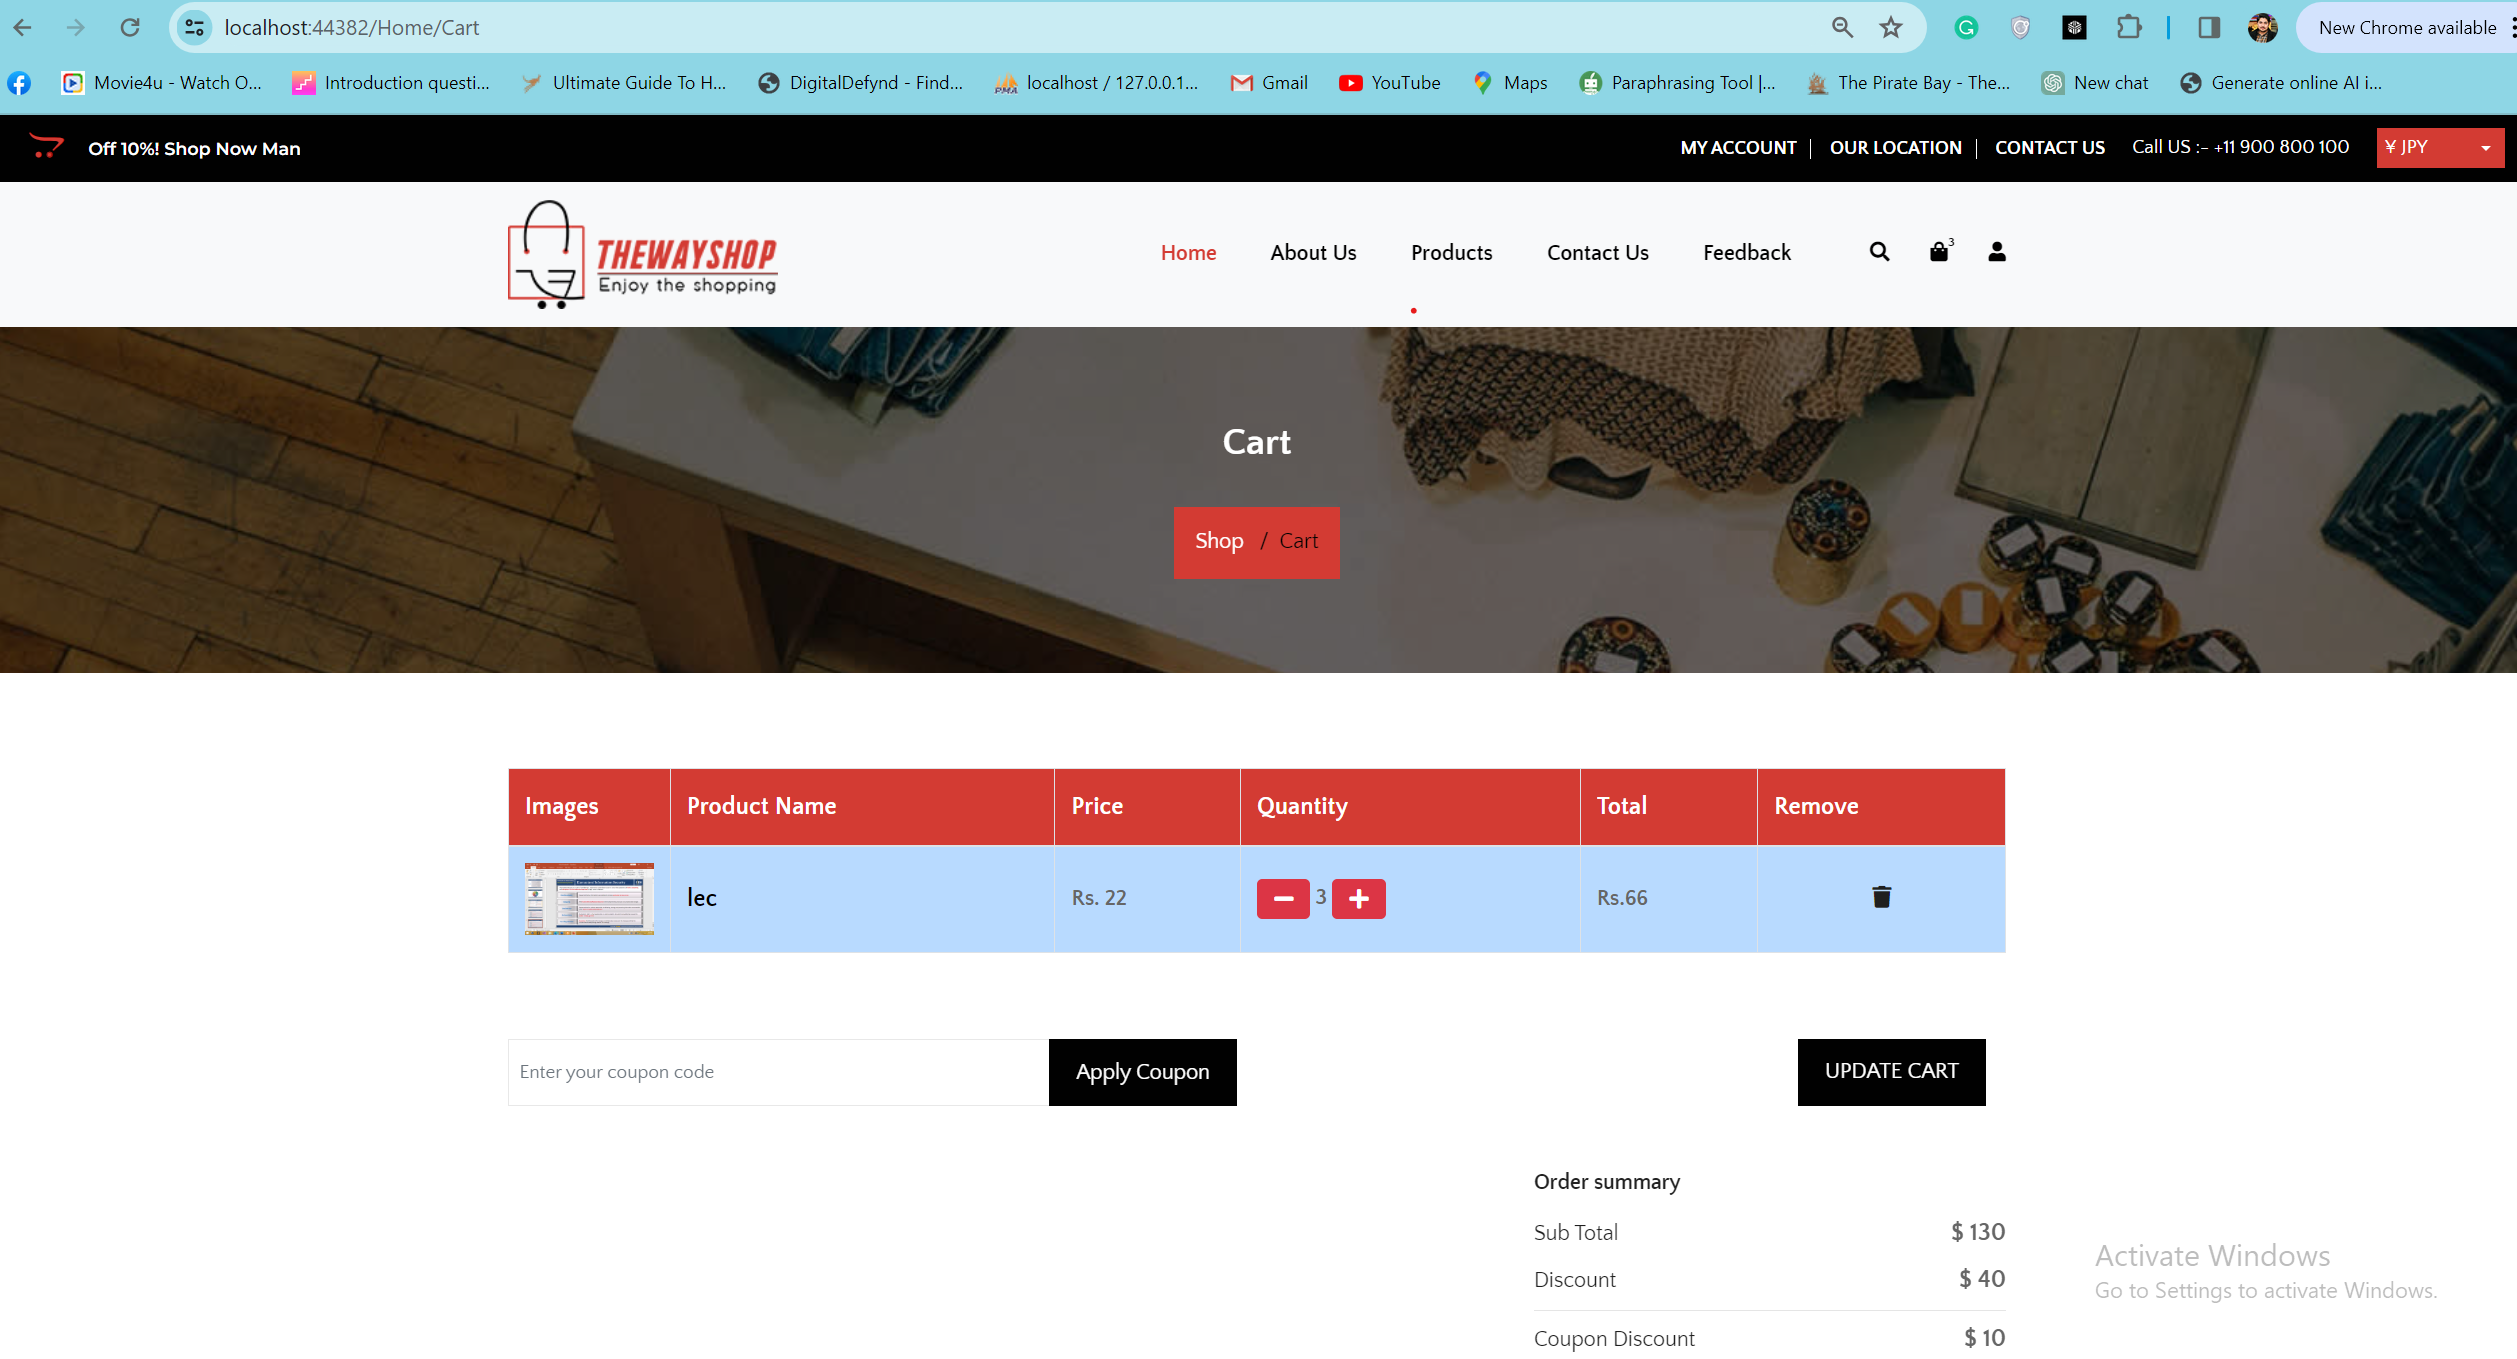 localhost:44382/Home/Cart
New Chrome available
Movie4u - Watch O...
Introduction questi...
Ultimate Guide To H...
DigitalDefynd - Find...
localhost / 127.0.0.1...
Gmail
YouTube
Maps
Paraphrasing Tool |...
The Pirate Bay - The...
New chat
Generate online AI i...
Off 10%! Shop Now Man
MY ACCOUNT
OUR LOCATION
CONTACT US
Call US :- +11 900 800 100
¥ JPY
THEWAYSHOP
Enjoy the shopping
Home
About Us
Products
Contact Us
Feedback
3
Cart
Shop / Cart
Images Product Name Price Quantity Total Remove
lec Rs. 22 3 Rs.66
Enter your coupon code
Apply Coupon
UPDATE CART
Order summary
Sub Total $ 130
Discount $ 40
Coupon Discount $ 10
Activate Windows
Go to Settings to activate Windows.